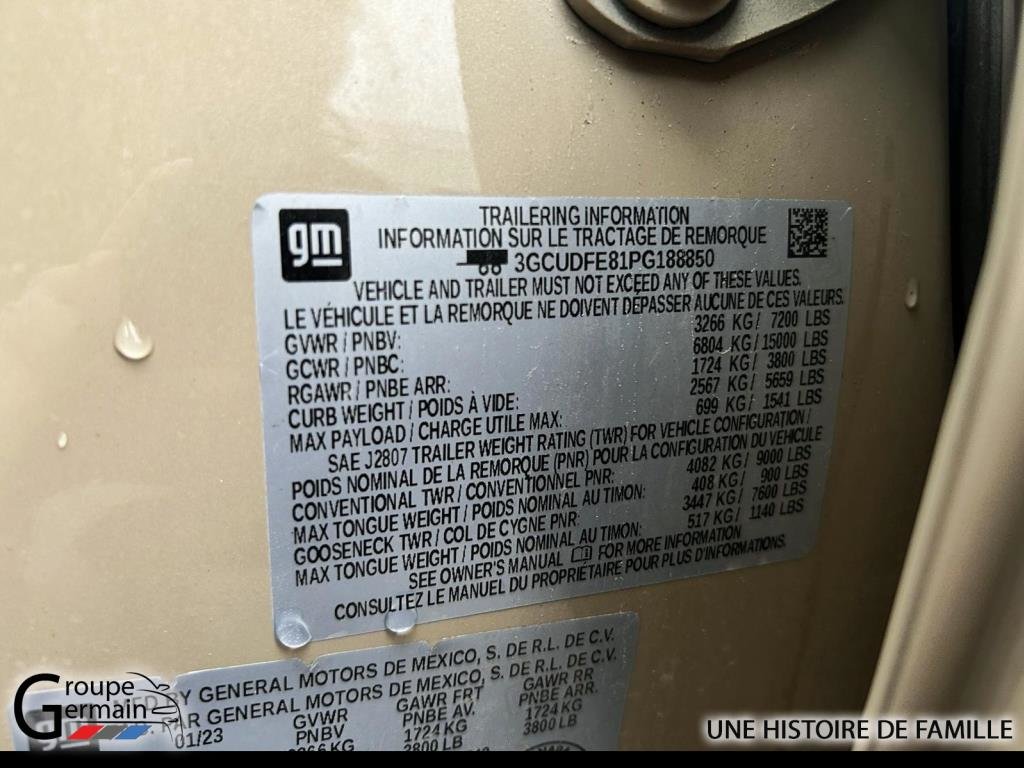 gm
TRAILERING INFORMATION
INFORMATION SUR LE TRACTAGE DE REMORQUE
3GCUDFE81PG188850
VEHICLE AND TRAILER MUST NOT EXCEED ANY OF THESE VALUES.
LE VÉHICULE ET LA REMORQUE NE DOIVENT DÉPASSER AUCUNE DE CES VALEURS.
GVWR / PNBV: 3266 KG / 7200 LBS
GCWR / PNBC: 6804 KG / 15000 LBS
RGAWR / PNBE ARR: 1724 KG / 3800 LBS
CURB WEIGHT / POIDS À VIDE: 2567 KG / 5659 LBS
MAX PAYLOAD / CHARGE UTILE MAX: 699 KG / 1541 LBS
SAE J2807 TRAILER WEIGHT RATING (TWR) FOR VEHICLE CONFIGURATION /
POIDS NOMINAL DE LA REMORQUE (PNR) POUR LA CONFIGURATION DU VEHICULE
CONVENTIONAL TWR / CONVENTIONNEL PNR: 4082 KG / 9000 LBS
MAX TONGUE WEIGHT / POIDS NOMINAL AU TIMON: 408 KG / 900 LBS
GOOSENECK TWR / COL DE CYGNE PNR: 3447 KG / 7600 LBS
MAX TONGUE WEIGHT / POIDS NOMINAL AU TIMON: 517 KG / 1140 LBS
SEE OWNER'S MANUAL FOR MORE INFORMATION
CONSULTEZ LE MANUEL DU PROPRIÉTAIRE POUR PLUS D'INFORMATIONS.
BY GENERAL MOTORS DE MEXICO, S. DE R.L. DE C.V.
PAR GENERAL MOTORS DE MEXICO, S. DE R.L. DE C.V.
GVWR GAWR FRT GAWR RR
01/23 PNBV PNBE AV. PNBE ARR.
1724 KG 1724 KG
3800 LB
Groupe
Germain
UNE HISTOIRE DE FAMILLE